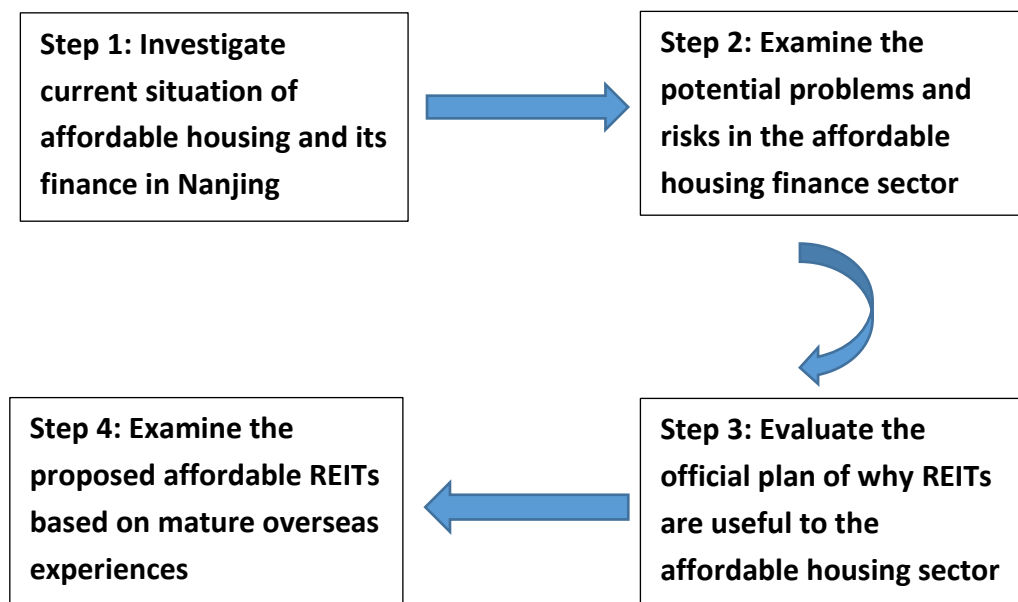 Step 1: Investigate
current situation of
affordable housing and its
finance in Nanjing
Step 2: Examine the
potential problems and
risks in the affordable
housing finance sector
Step 3: Evaluate the
official plan of why REITs
are useful to the
affordable housing sector
Step 4: Examine the
proposed affordable REITs
based on mature overseas
experiences